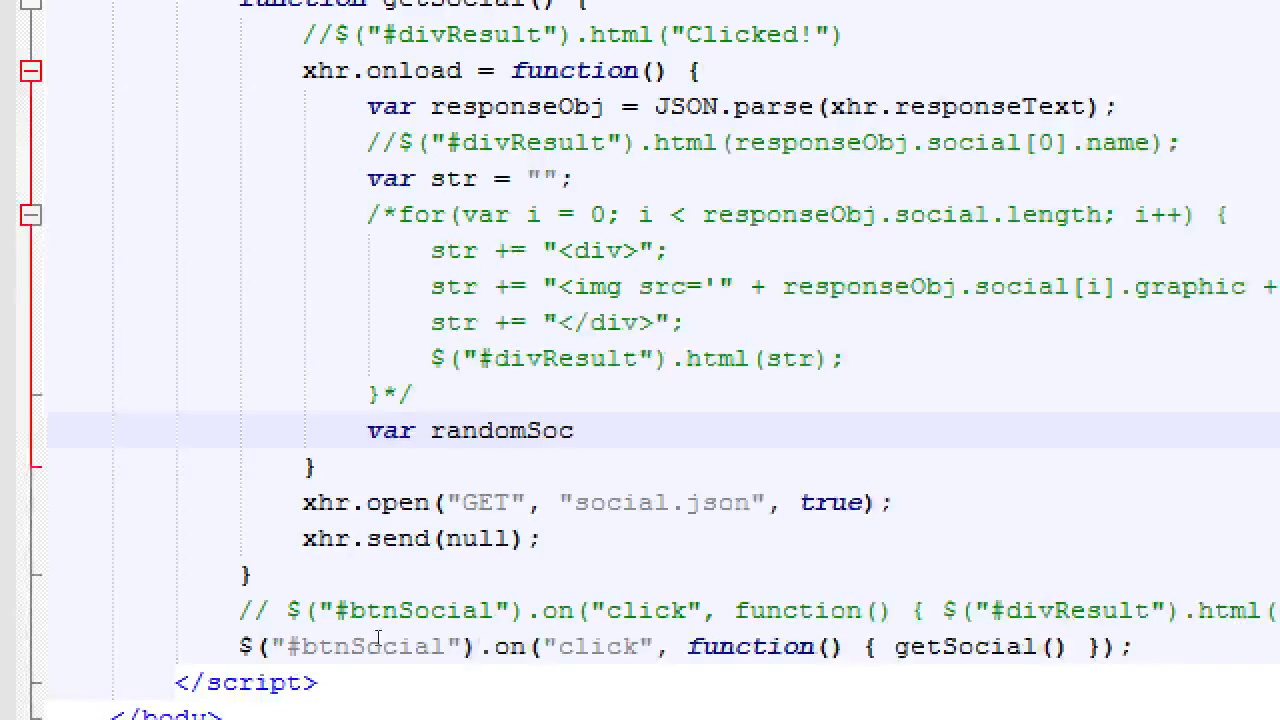 function getSocial() {
//$("#divResult").html("Clicked!")
xhr.onload = function() {
var responseObj = JSON.parse(xhr.responseText);
//$("#divResult").html(responseObj.social[0].name);
var str = "";
/*for(var i = 0; i < responseObj.social.length; i++) {
str += "<div>";
str += "<img src='" + responseObj.social[i].graphic +
str += "</div>";
$("#divResult").html(str);
}*/
var randomSoc
}
xhr.open("GET", "social.json", true);
xhr.send(null);
}
// $("#btnSocial").on("click", function() { $("#divResult").html(
$("#btnSocial").on("click", function() { getSocial() });
</script>
</body>